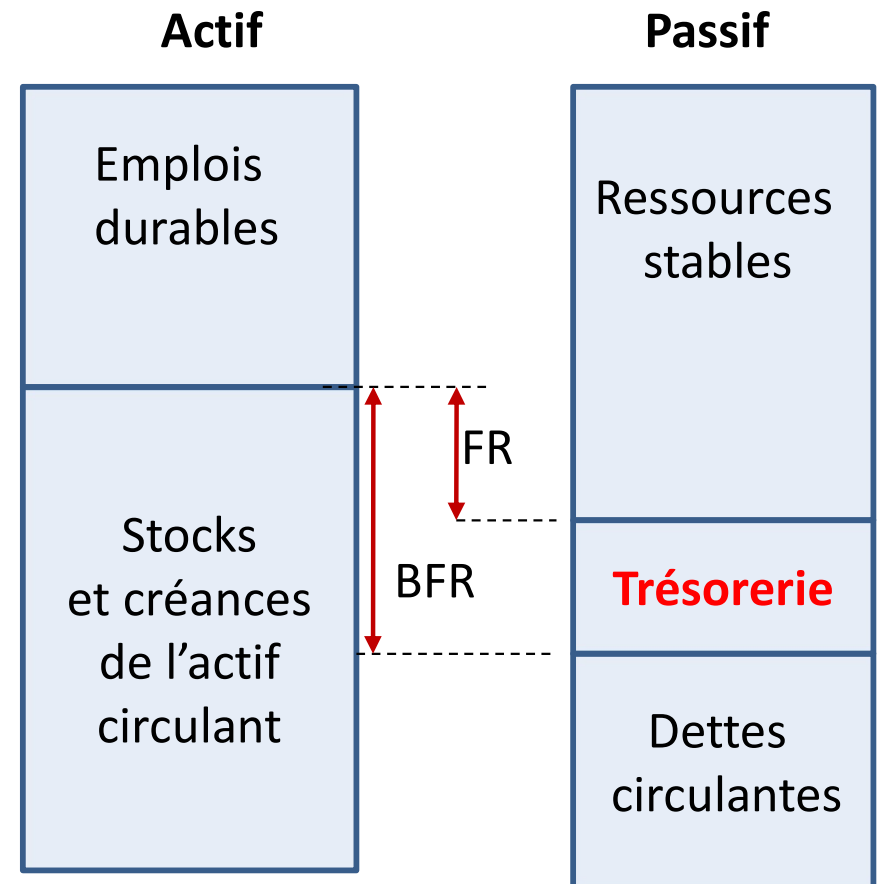 Actif
Passif
Emplois
durables
Ressources
stables
FR
BFR
Stocks
et créances
de l’actif
circulant
Trésorerie
Dettes
circulantes